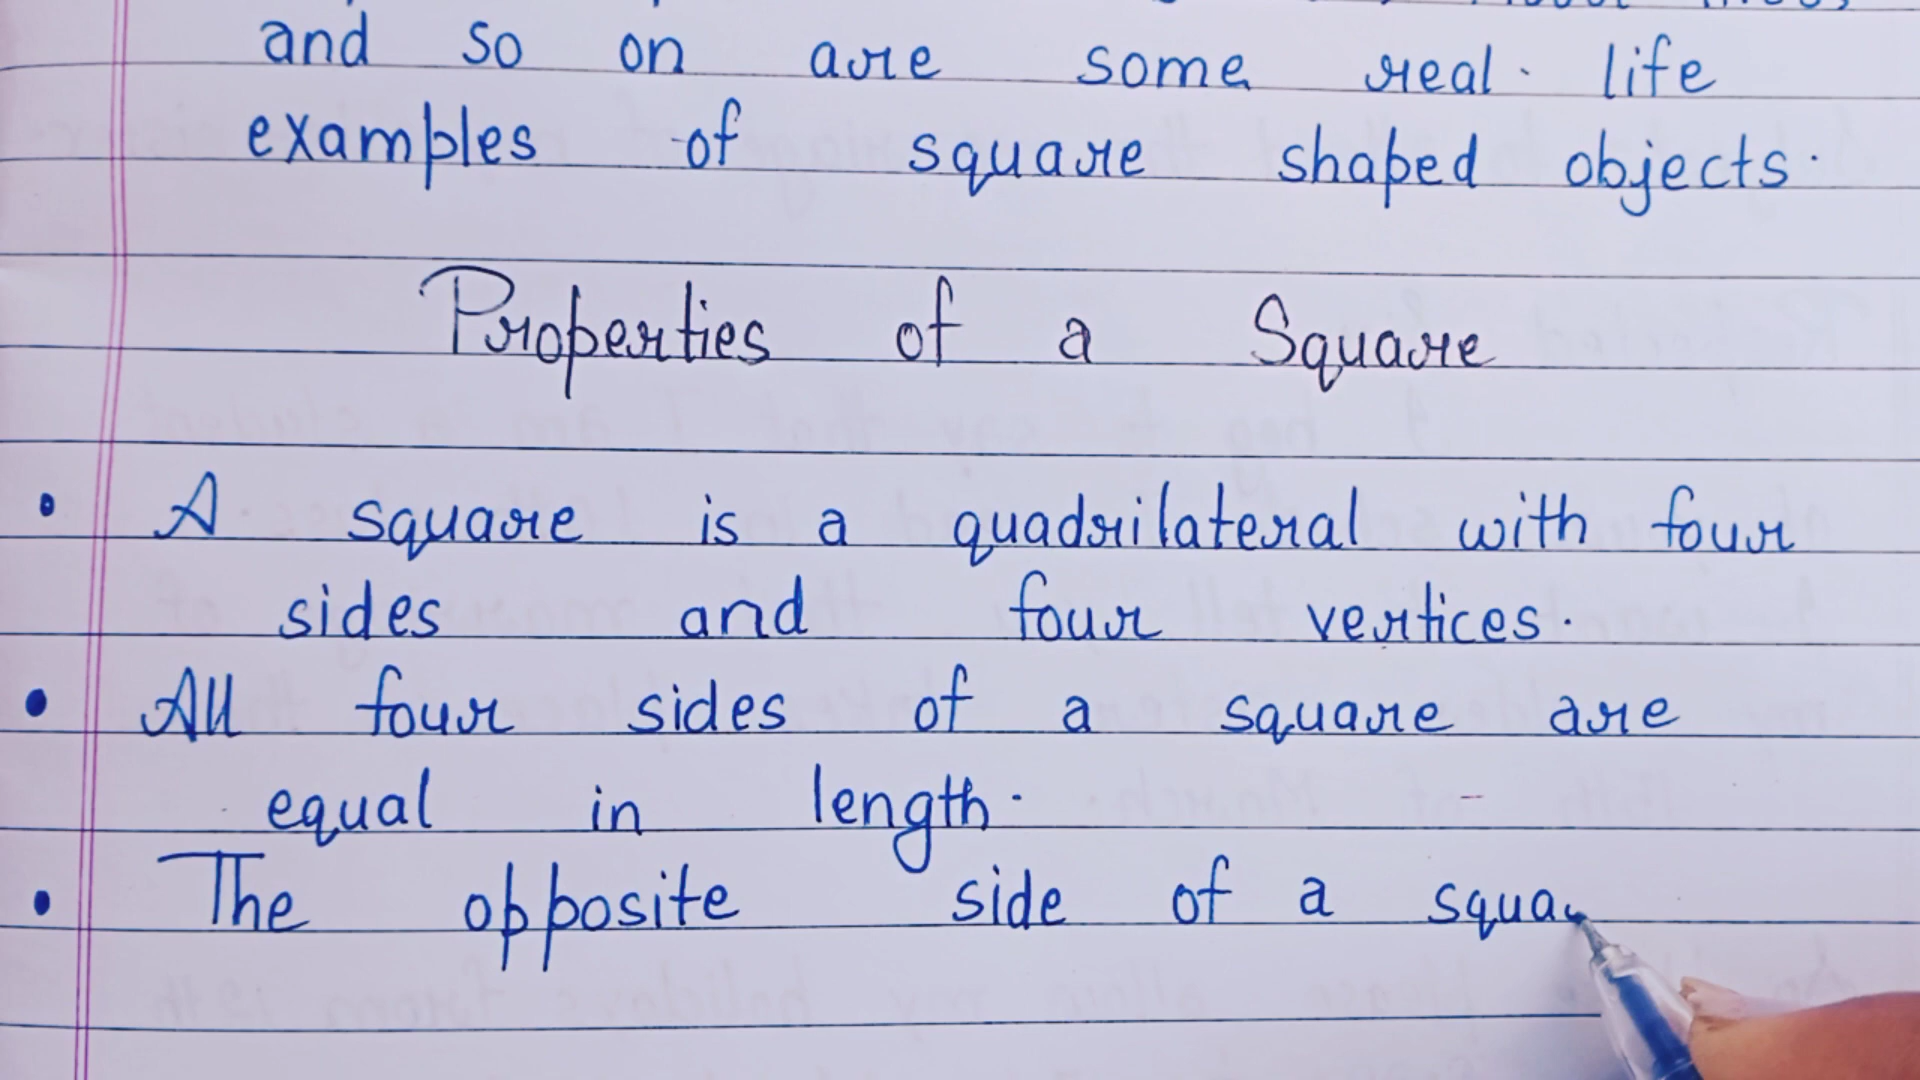 and so on are some real life
examples of square shaped objects.
Properties of a Square
• A square is a quadrilateral with four
sides and four vertices.
• All four sides of a square are
equal in length.
• The opposite side of a squa